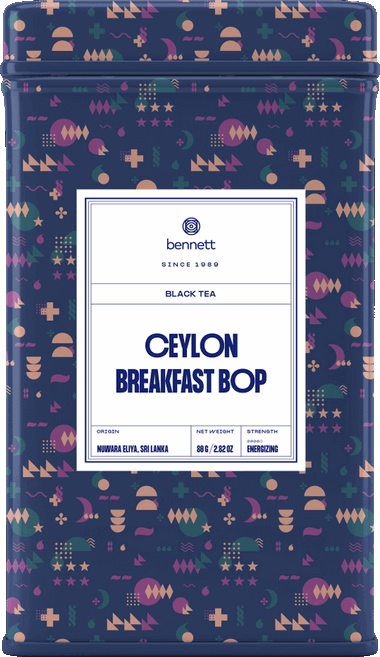 bennett
SINCE 1989
BLACK TEA
CEYLON
BREAKFAST BOP
ORIGIN
NUWARA ELIYA, SRI LANKA
NET WEIGHT
80 G / 2.82 OZ
STRENGTH
ENERGIZING